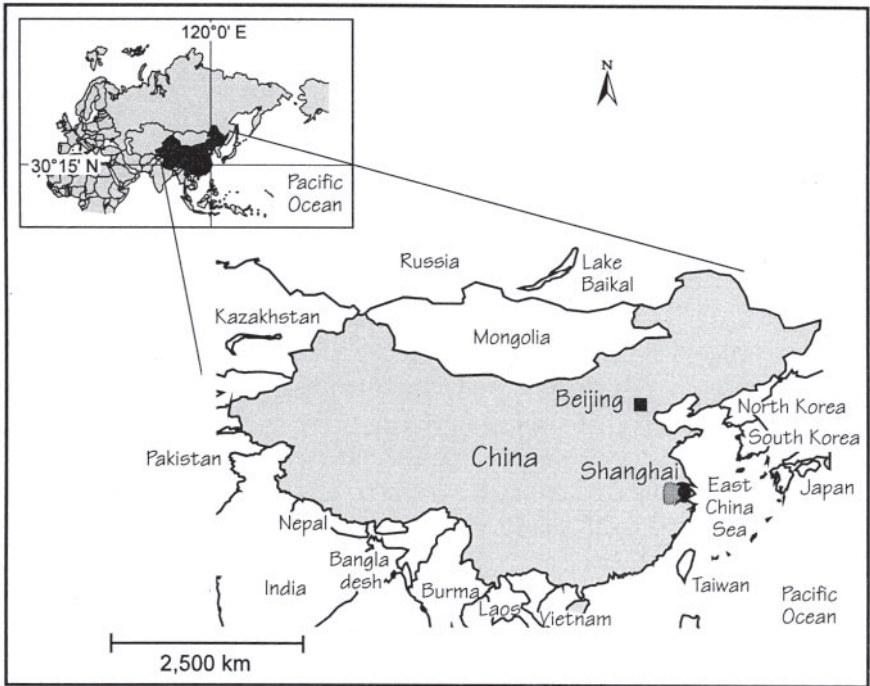 120°0' E
30°15' N
Pacific
Ocean
N
Russia
Lake
Baikal
Kazakhstan
Mongolia
Beijing
North Korea
South Korea
Pakistan
China
Shanghai
East
China
Sea
Japan
Nepal
Bangla
desh
India
Burma
Laos
Vietnam
Taiwan
Pacific
Ocean
2,500 km